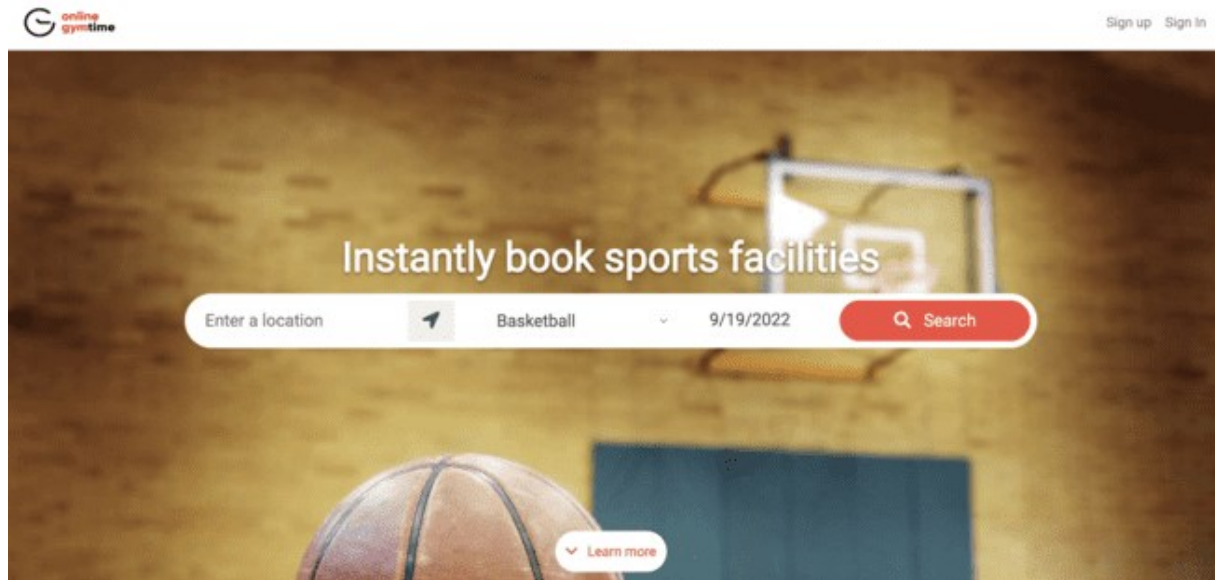 online
gymtime
Sign up Sign In
Instantly book sports facilities
Enter a location Basketball 9/19/2022 Search
Learn more